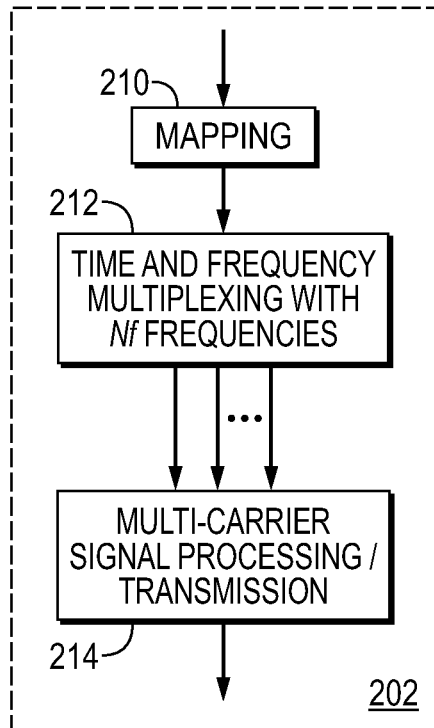 210
MAPPING
212
TIME AND FREQUENCY
MULTIPLEXING WITH
Nf FREQUENCIES
•••
MULTI-CARRIER
SIGNAL PROCESSING /
TRANSMISSION
214
202